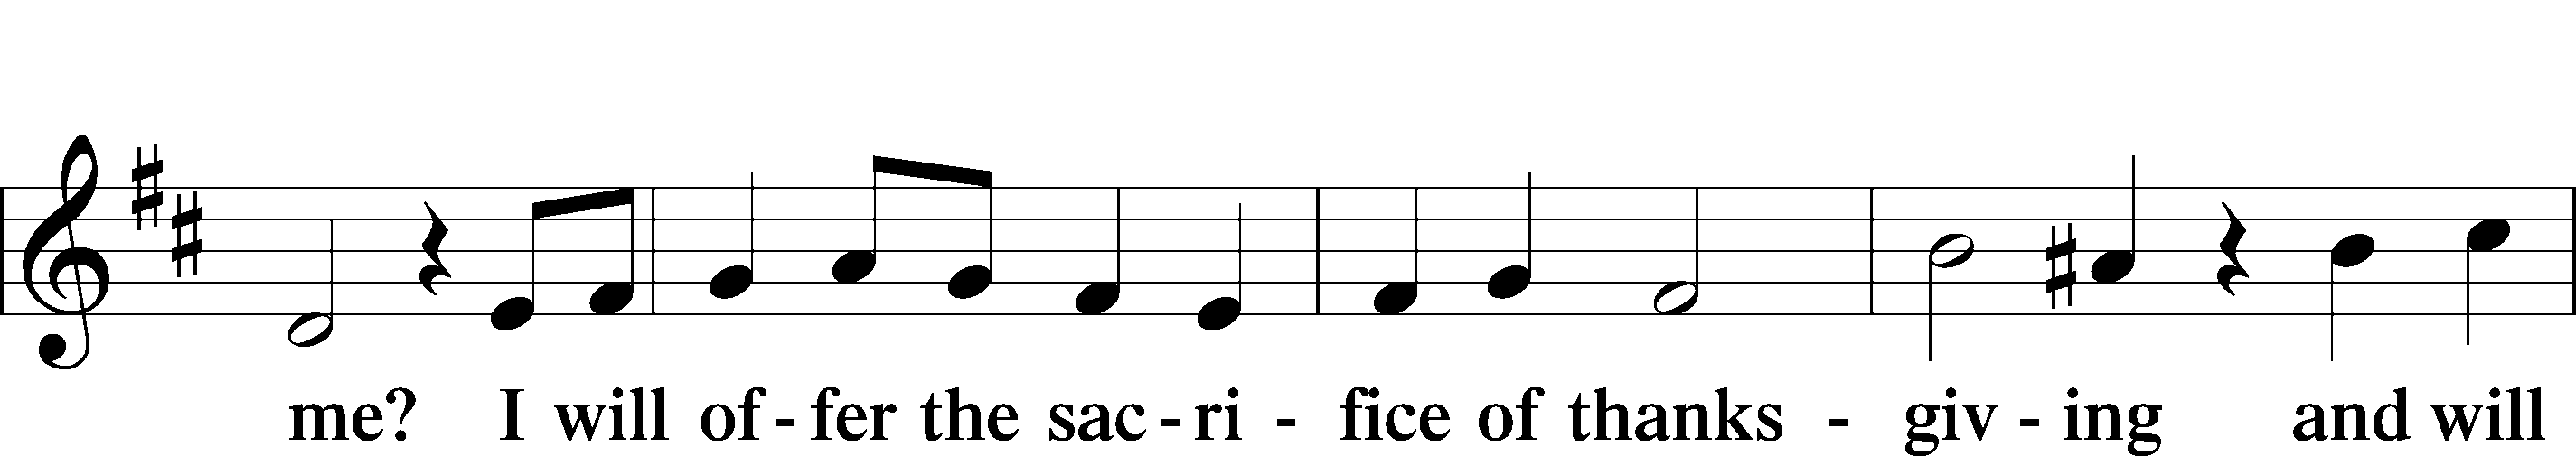 me? I will of - fer the sac - ri - fice of thanks - giv - ing and will